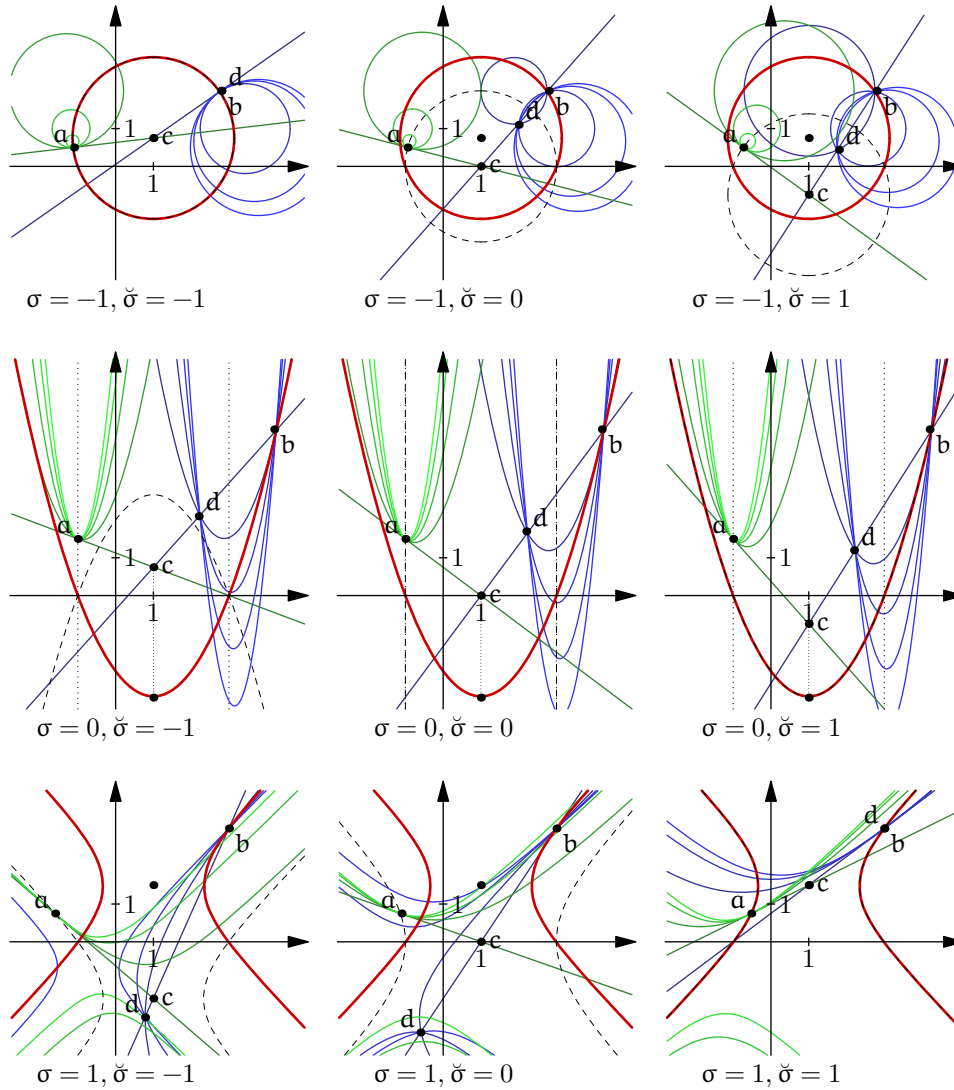 d
b
a
1
c
1
σ = −1, σ̆ = −1
b
d
a
1
c
1
σ = −1, σ̆ = 0
b
a
1
d
1
c
σ = −1, σ̆ = 1
b
d
a
1
c
1
σ = 0, σ̆ = −1
b
d
a
1
c
1
σ = 0, σ̆ = 0
b
a
d
1
1
c
σ = 0, σ̆ = 1
b
a
1
1
c
d
σ = 1, σ̆ = −1
b
a
1
c
1
d
σ = 1, σ̆ = 0
d
b
c
a
1
1
σ = 1, σ̆ = 1